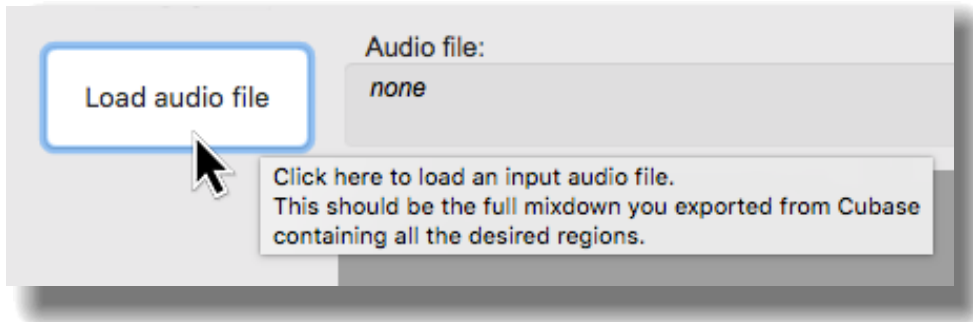 Audio file:
Load audio file
none
Click here to load an input audio file.
This should be the full mixdown you exported from Cubase
containing all the desired regions.